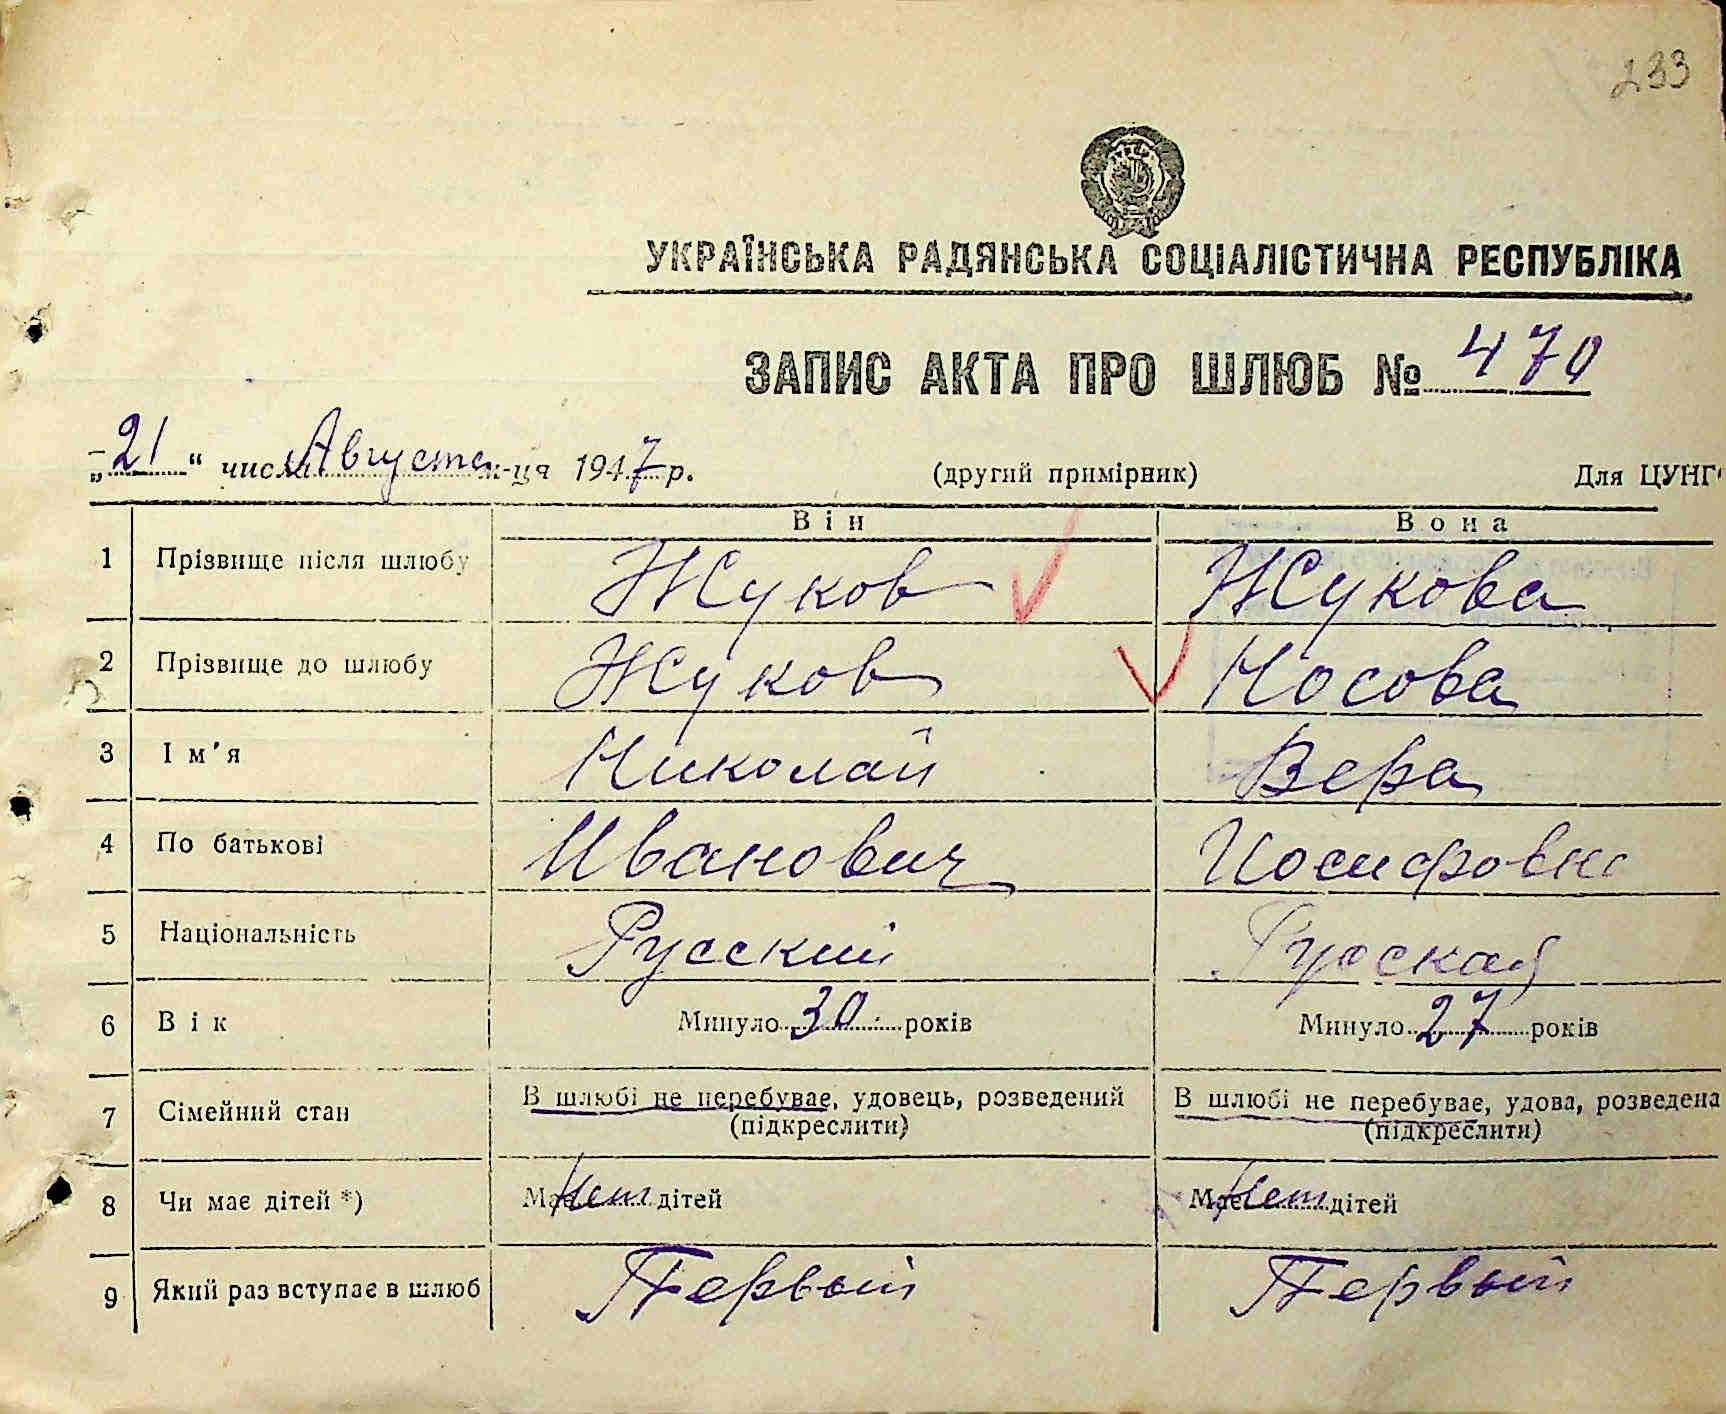 233
УКРАЇНСЬКА РАДЯНСЬКА СОЦІАЛІСТИЧНА РЕСПУБЛІКА
ЗАПИС АКТА ПРО ШЛЮБ № 470
„21“ числа Августа м-ця 1947 р. (другий примірник) Для ЦУНГ
Він Вона
1 Прізвище після шлюбу Жуков Жукова
2 Прізвище до шлюбу Жуков Носова
3 Ім'я Николай Вера
4 По батькові Иванович Иосифовна
5 Національність Русский Русская
6 Вік Минуло 30 років Минуло 27 років
7 Сімейний стан В шлюбі не перебуває, удовець, розведений В шлюбі не перебуває, удова, розведена
(підкреслити) (підкреслити)
8 Чи має дітей *) Має Нет дітей Має Нет дітей
9 Який раз вступає в шлюб Первый Первый